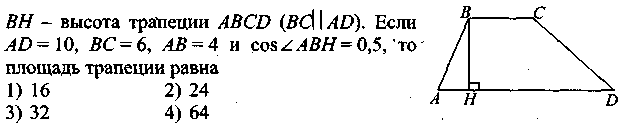 BH – высота трапеции ABCD (BC||AD). Если
AD = 10, BC = 6, AB = 4 и cos∠ABH = 0,5, то
площадь трапеции равна
1) 16 2) 24
3) 32 4) 64
B C
A H D